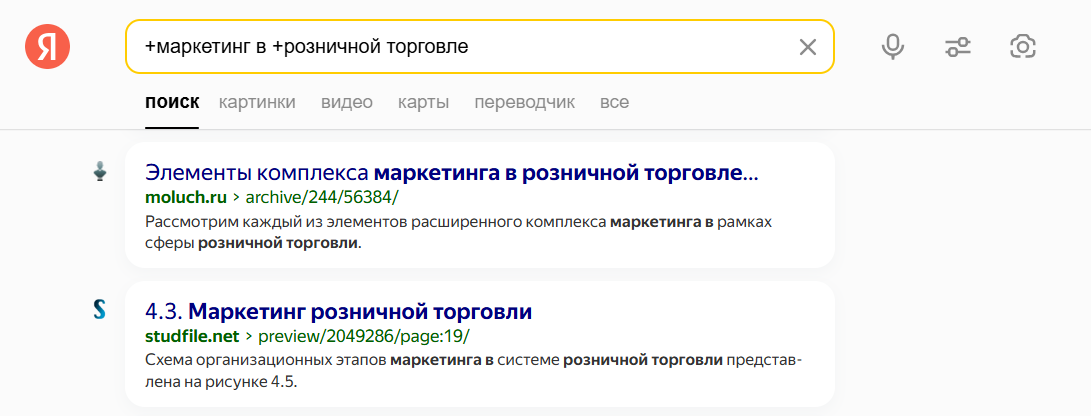 Я
+маркетинг в +розничной торговле
поиск картинки видео карты переводчик все
Элементы комплекса маркетинга в розничной торговле...
moluch.ru › archive/244/56384/
Рассмотрим каждый из элементов расширенного комплекса маркетинга в рамках
сферы розничной торговли.
S
4.3. Маркетинг розничной торговли
studfile.net › preview/2049286/page:19/
Схема организационных этапов маркетинга в системе розничной торговли представ-
лена на рисунке 4.5.